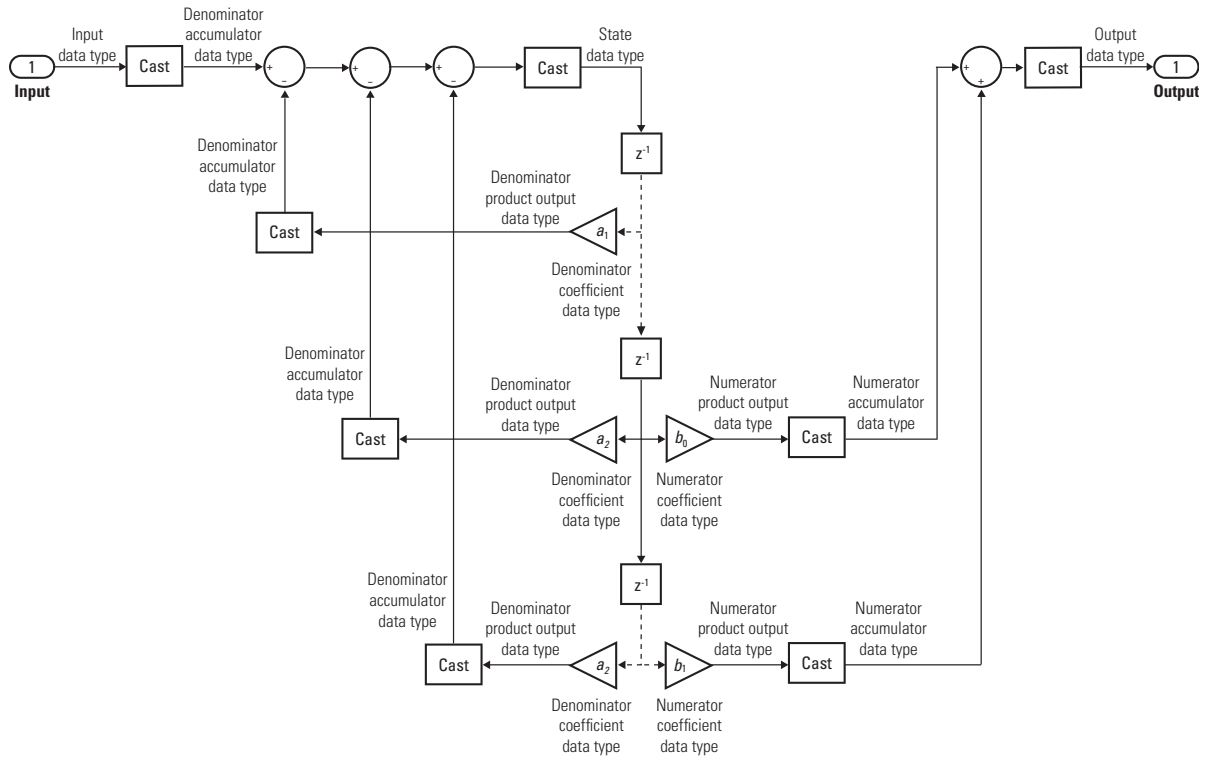 Input
data type
Denominator
accumulator
data type
State
data type
Output
data type
1
Input
Cast
+
−
+
−
+
−
Cast
+
+
Cast
1
Output
z-1
Denominator
accumulator
data type
Denominator
product output
data type
Cast
a1
Denominator
coefficient
data type
z-1
Denominator
accumulator
data type
Denominator
product output
data type
Numerator
product output
data type
Numerator
accumulator
data type
Cast
a2
b0
Cast
Denominator
coefficient
data type
Numerator
coefficient
data type
z-1
Denominator
accumulator
data type
Denominator
product output
data type
Numerator
product output
data type
Numerator
accumulator
data type
Cast
a2
b1
Cast
Denominator
coefficient
data type
Numerator
coefficient
data type